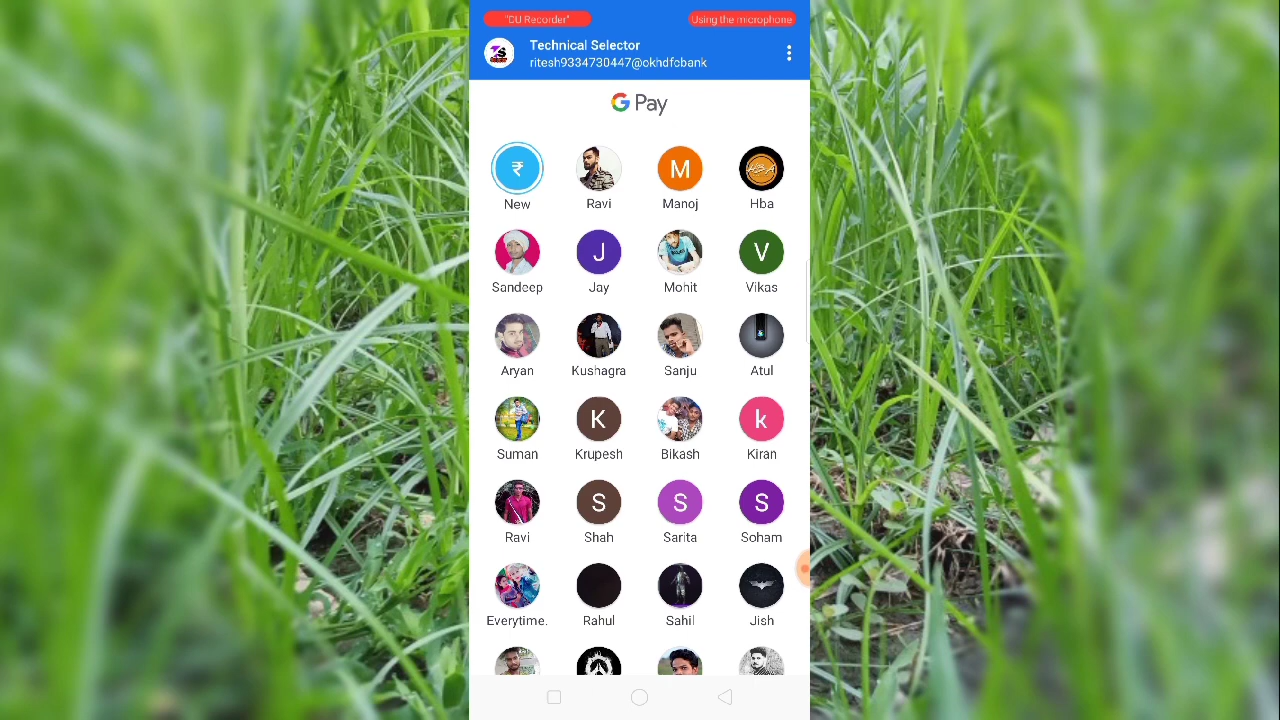 "DU Recorder"
Using the microphone
Technical Selector
ritesh9334730447@okhdfcbank
G Pay
₹
M
New
Ravi
Manoj
Hba
J
V
Sandeep
Jay
Mohit
Vikas
Aryan
Kushagra
Sanju
Atul
K
k
Suman
Krupesh
Bikash
Kiran
S
S
S
Ravi
Shah
Sarita
Soham
Everytime.
Rahul
Sahil
Jish